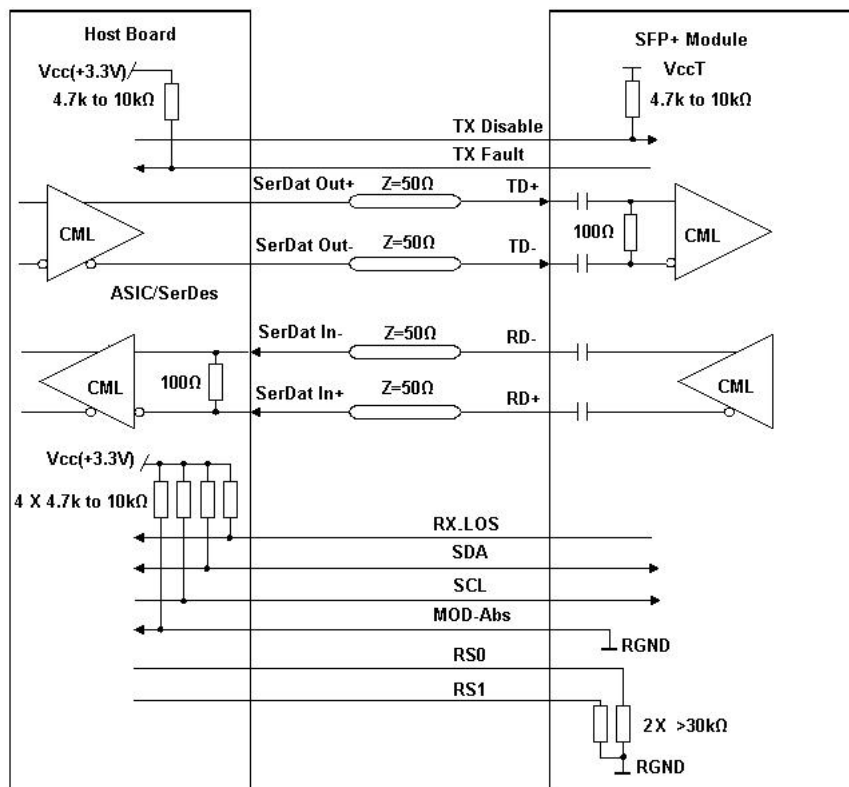 Host Board
SFP+ Module
Vcc(+3.3V)
4.7k to 10kΩ
VccT
4.7k to 10kΩ
TX Disable
TX Fault
SerDat Out+
Z=50Ω
TD+
CML
100Ω
CML
SerDat Out-
Z=50Ω
TD-
ASIC/SerDes
SerDat In-
Z=50Ω
RD-
CML
100Ω
CML
SerDat In+
Z=50Ω
RD+
Vcc(+3.3V)
4 X 4.7k to 10kΩ
RX_LOS
SDA
SCL
MOD-Abs
RGND
RS0
RS1
2X >30kΩ
RGND